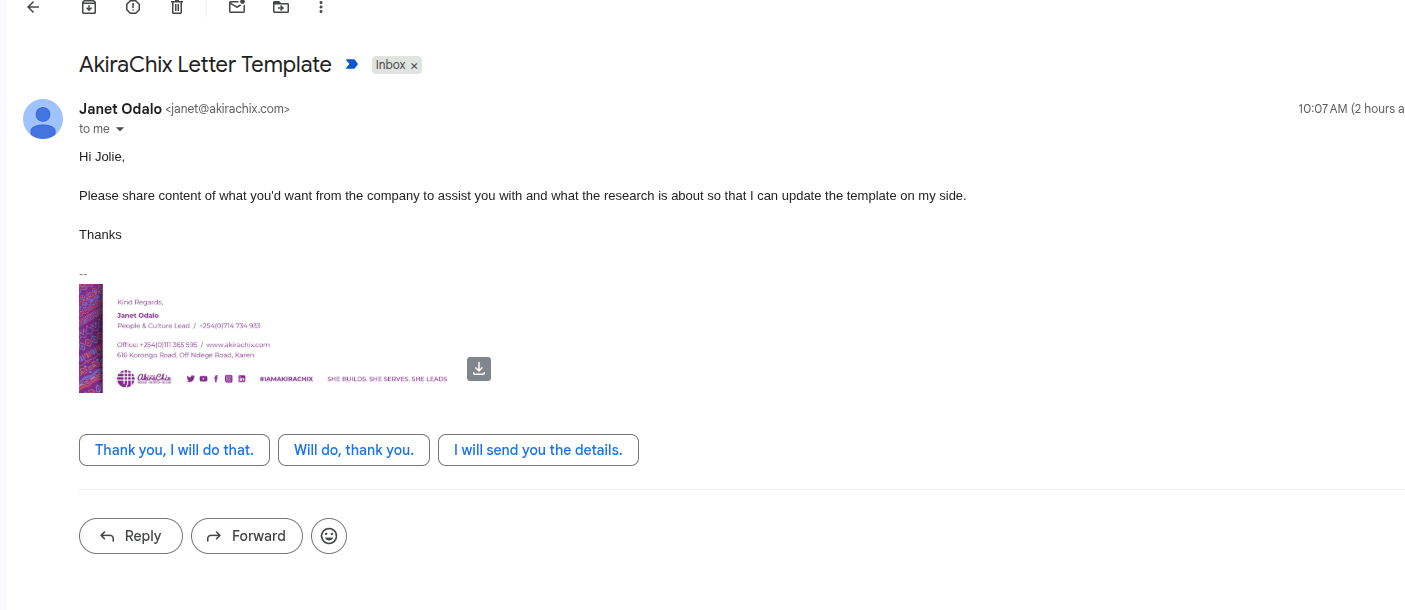 AkiraChix Letter Template
Inbox ×
Janet Odalo <janet@akirachix.com>
10:07 AM (2 hours a
to me
Hi Jolie,
Please share content of what you'd want from the company to assist you with and what the research is about so that I can update the template on my side.
Thanks
--
Kind Regards,
Janet Odalo
People & Culture Lead / +254(0)714 734 933
Office: +254(0)111 365 595 / www.akirachix.com
616 Korongo Road, Off Ndege Road, Karen
AkiraChix
#IAMAKIRACHIX
SHE BUILDS. SHE SERVES. SHE LEADS
Thank you, I will do that.
Will do, thank you.
I will send you the details.
Reply
Forward